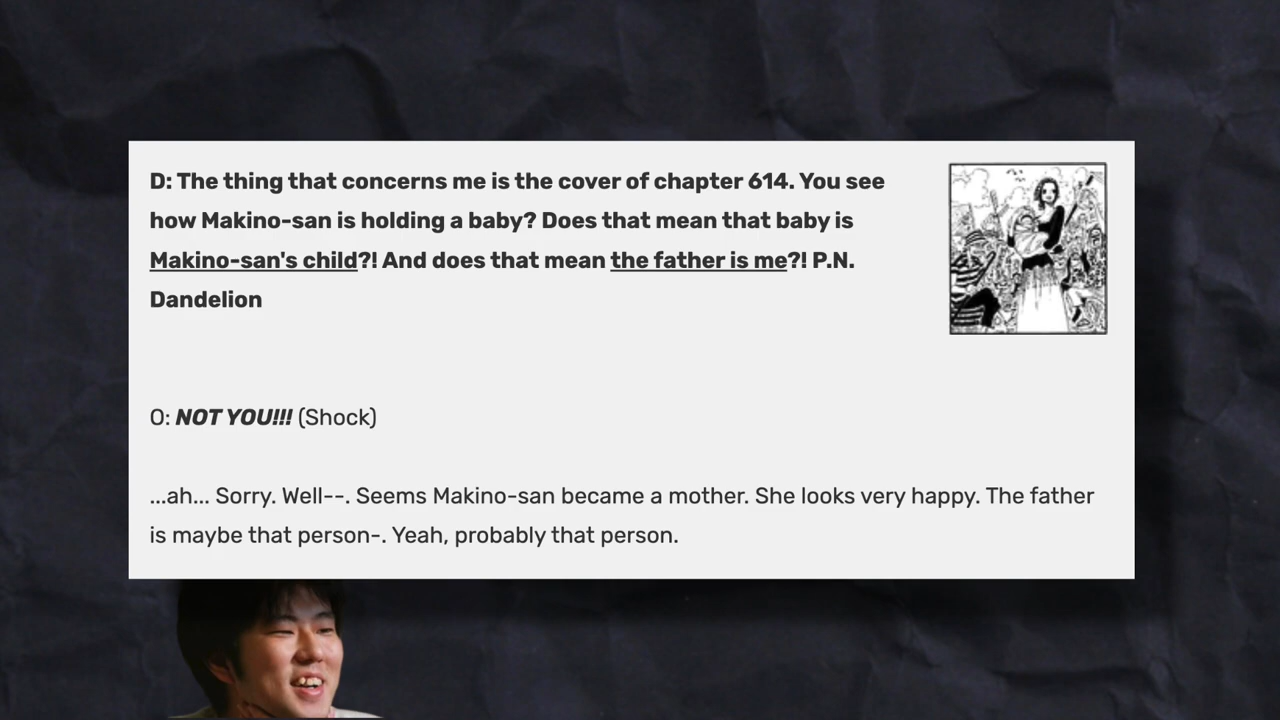 D: The thing that concerns me is the cover of chapter 614. You see
how Makino-san is holding a baby? Does that mean that baby is
Makino-san's child?! And does that mean the father is me?! P.N.
Dandelion
O: NOT YOU!!! (Shock)
...ah... Sorry. Well--. Seems Makino-san became a mother. She looks very happy. The father
is maybe that person-. Yeah, probably that person.